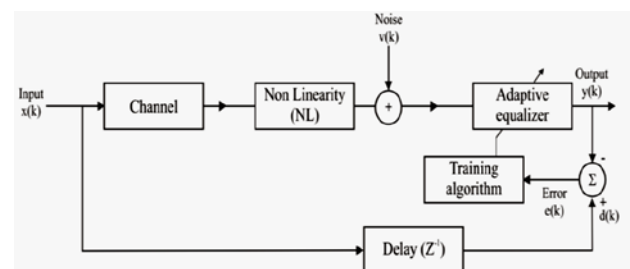 Noise
v(k)
Input
x(k)
Channel
Non Linearity
(NL)
+
Adaptive
equalizer
Output
y(k)
Training
algorithm
Error
e(k)
-
Σ
+
d(k)
Delay (Z⁻¹)